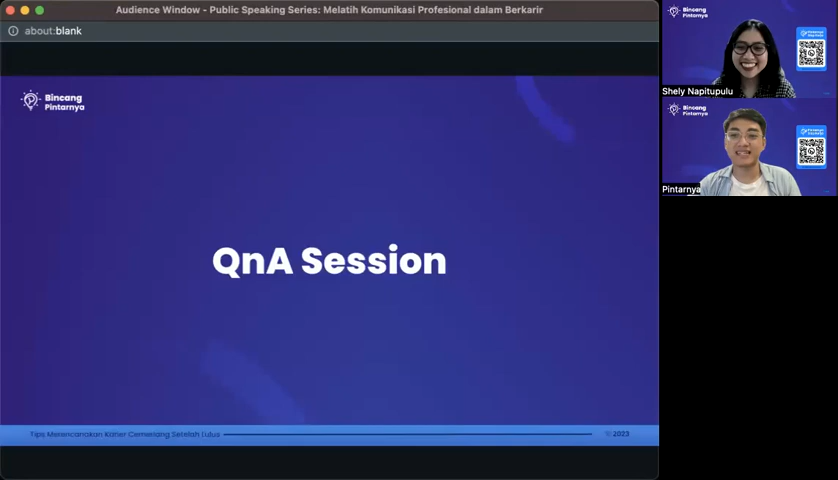 Audience Window - Public Speaking Series: Melatih Komunikasi Profesional dalam Berkarir
about:blank
Bincang
Pintarnya
QnA Session
Tips Merencanakan Karier Cemerlang Setelah Lulus
2023
Bincang
Pintarnya
Shely Napitupulu
Bincang
Pintarnya
Pintarnya